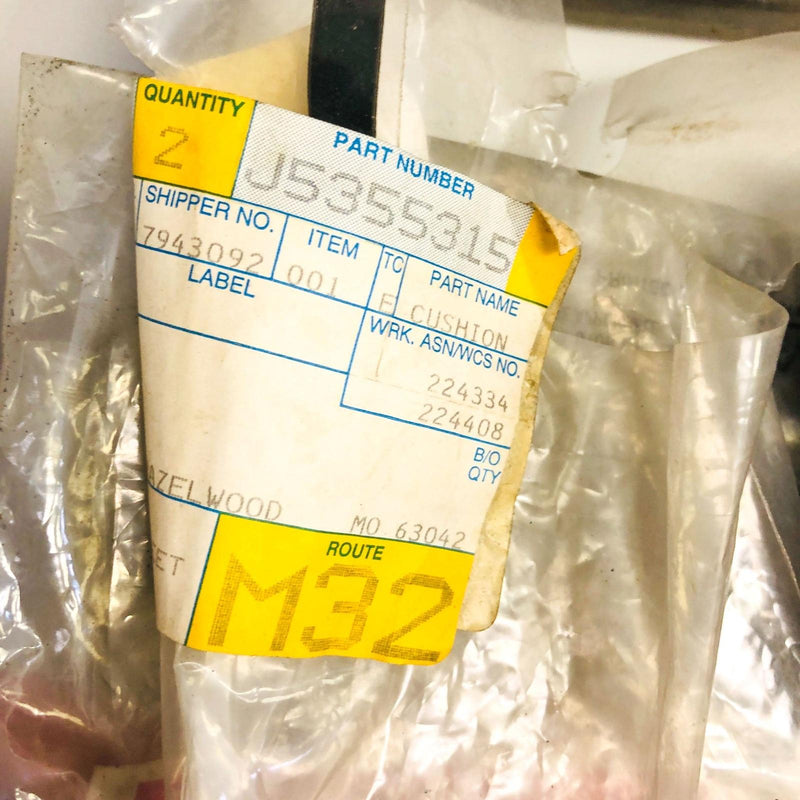 QUANTITY
2
PART NUMBER
J5355315
SHIPPER NO.
7943092
ITEM
001
TC
E
PART NAME
CUSHION
LABEL
WRK. ASN/WCS NO.
224334
224408
B/O
QTY
AZELWOOD MO 63042
ET
ROUTE
M32